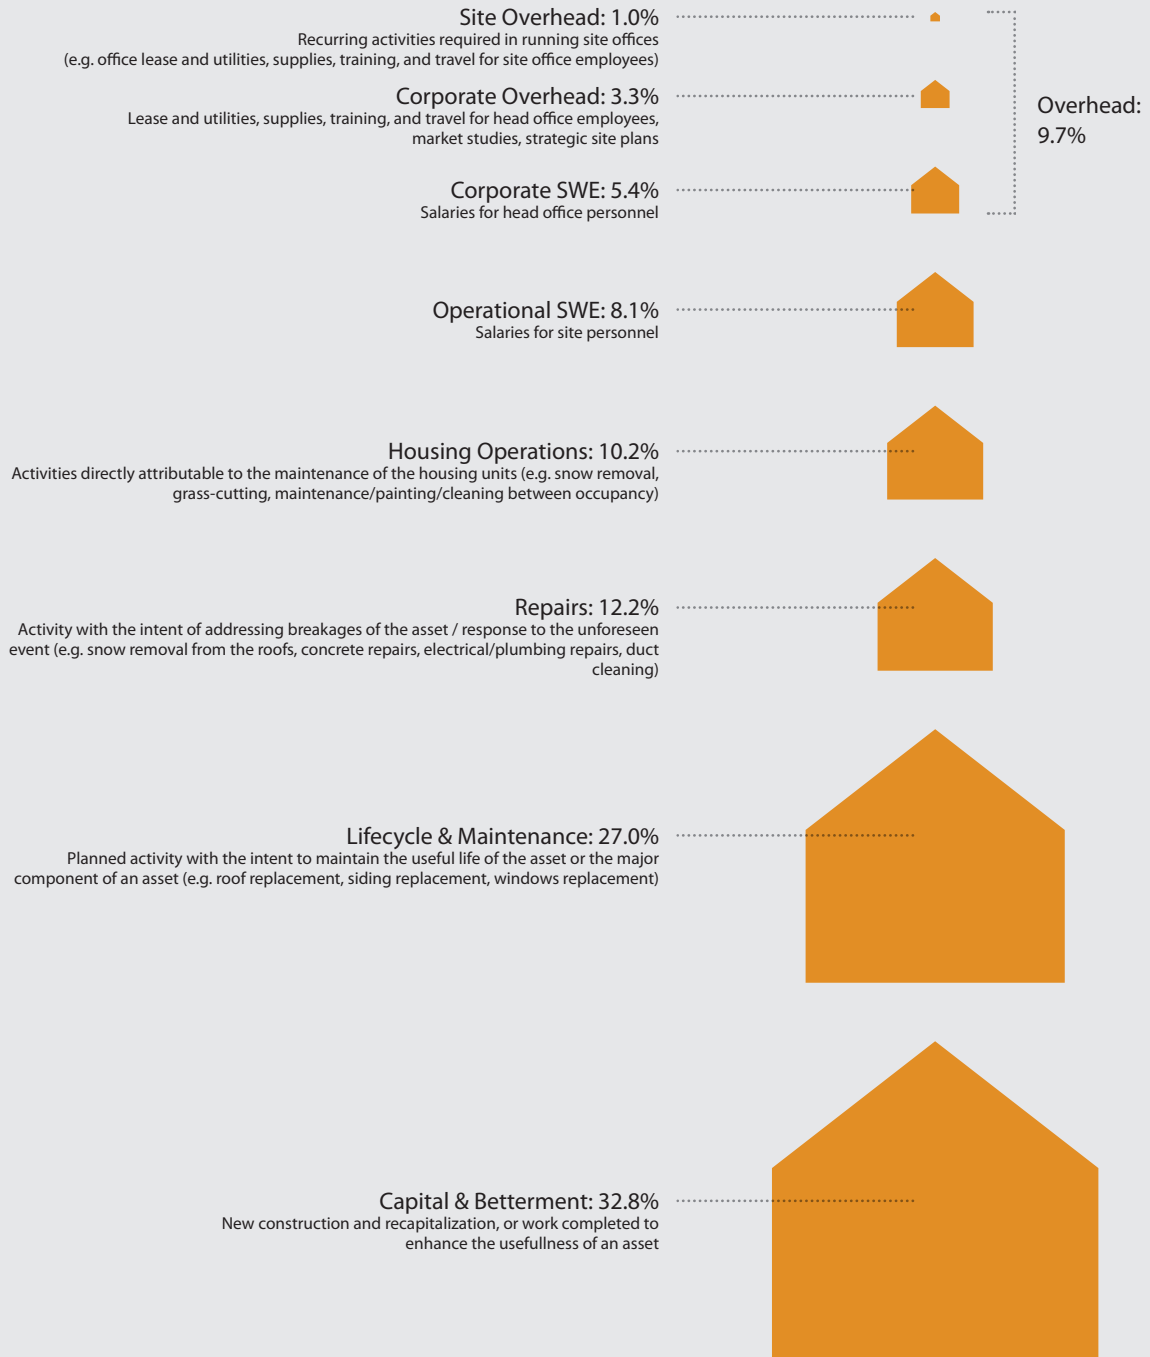 Site Overhead: 1.0%
Recurring activities required in running site offices
(e.g. office lease and utilities, supplies, training, and travel for site office employees)
Corporate Overhead: 3.3%
Lease and utilities, supplies, training, and travel for head office employees,
market studies, strategic site plans
Overhead:
9.7%
Corporate SWE: 5.4%
Salaries for head office personnel
Operational SWE: 8.1%
Salaries for site personnel
Housing Operations: 10.2%
Activities directly attributable to the maintenance of the housing units (e.g. snow removal,
grass-cutting, maintenance/painting/cleaning between occupancy)
Repairs: 12.2%
Activity with the intent of addressing breakages of the asset / response to the unforeseen
event (e.g. snow removal from the roofs, concrete repairs, electrical/plumbing repairs, duct
cleaning)
Lifecycle & Maintenance: 27.0%
Planned activity with the intent to maintain the useful life of the asset or the major
component of an asset (e.g. roof replacement, siding replacement, windows replacement)
Capital & Betterment: 32.8%
New construction and recapitalization, or work completed to
enhance the usefullness of an asset